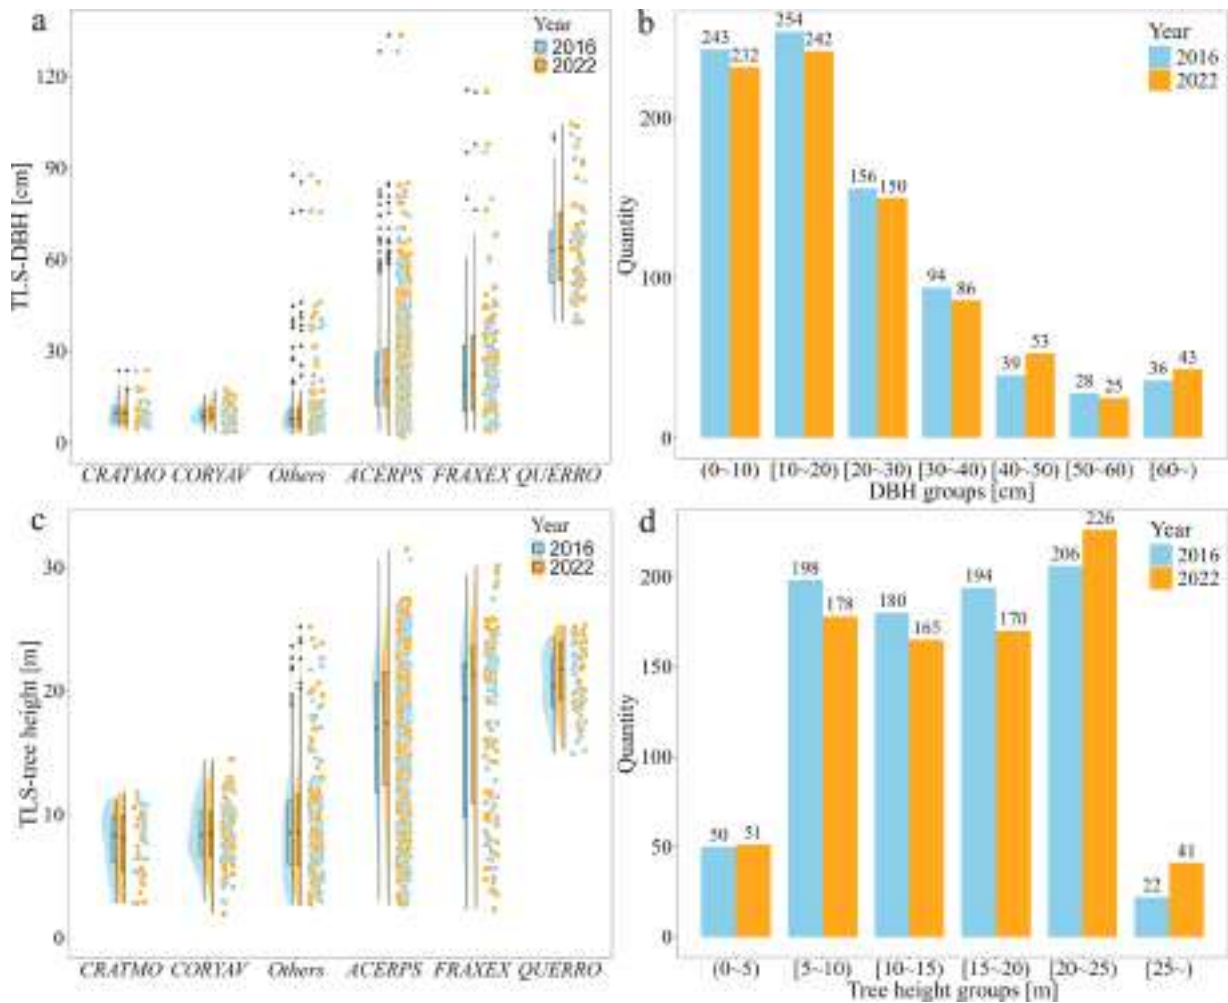 a
Year
2016
2022
120
90
60
30
0
TLS-DBH [cm]
CRATMO CORYAV Others ACERPS FRAXEX QUERRO
b
Year
2016
2022
243 232 254 242 156 150 94 86 39 53 28 25 36 43
200
100
0
Quantity
(0~10) [10~20) [20~30) [30~40) [40~50) [50~60) [60~)
DBH groups [cm]
c
Year
2016
2022
30
20
10
0
TLS-tree height [m]
CRATMO CORYAV Others ACERPS FRAXEX QUERRO
d
Year
2016
2022
50 51 198 178 180 165 194 170 206 226 22 41
200
150
100
50
0
Quantity
(0~5) [5~10) [10~15) [15~20) [20~25) [25~)
Tree height groups [m]